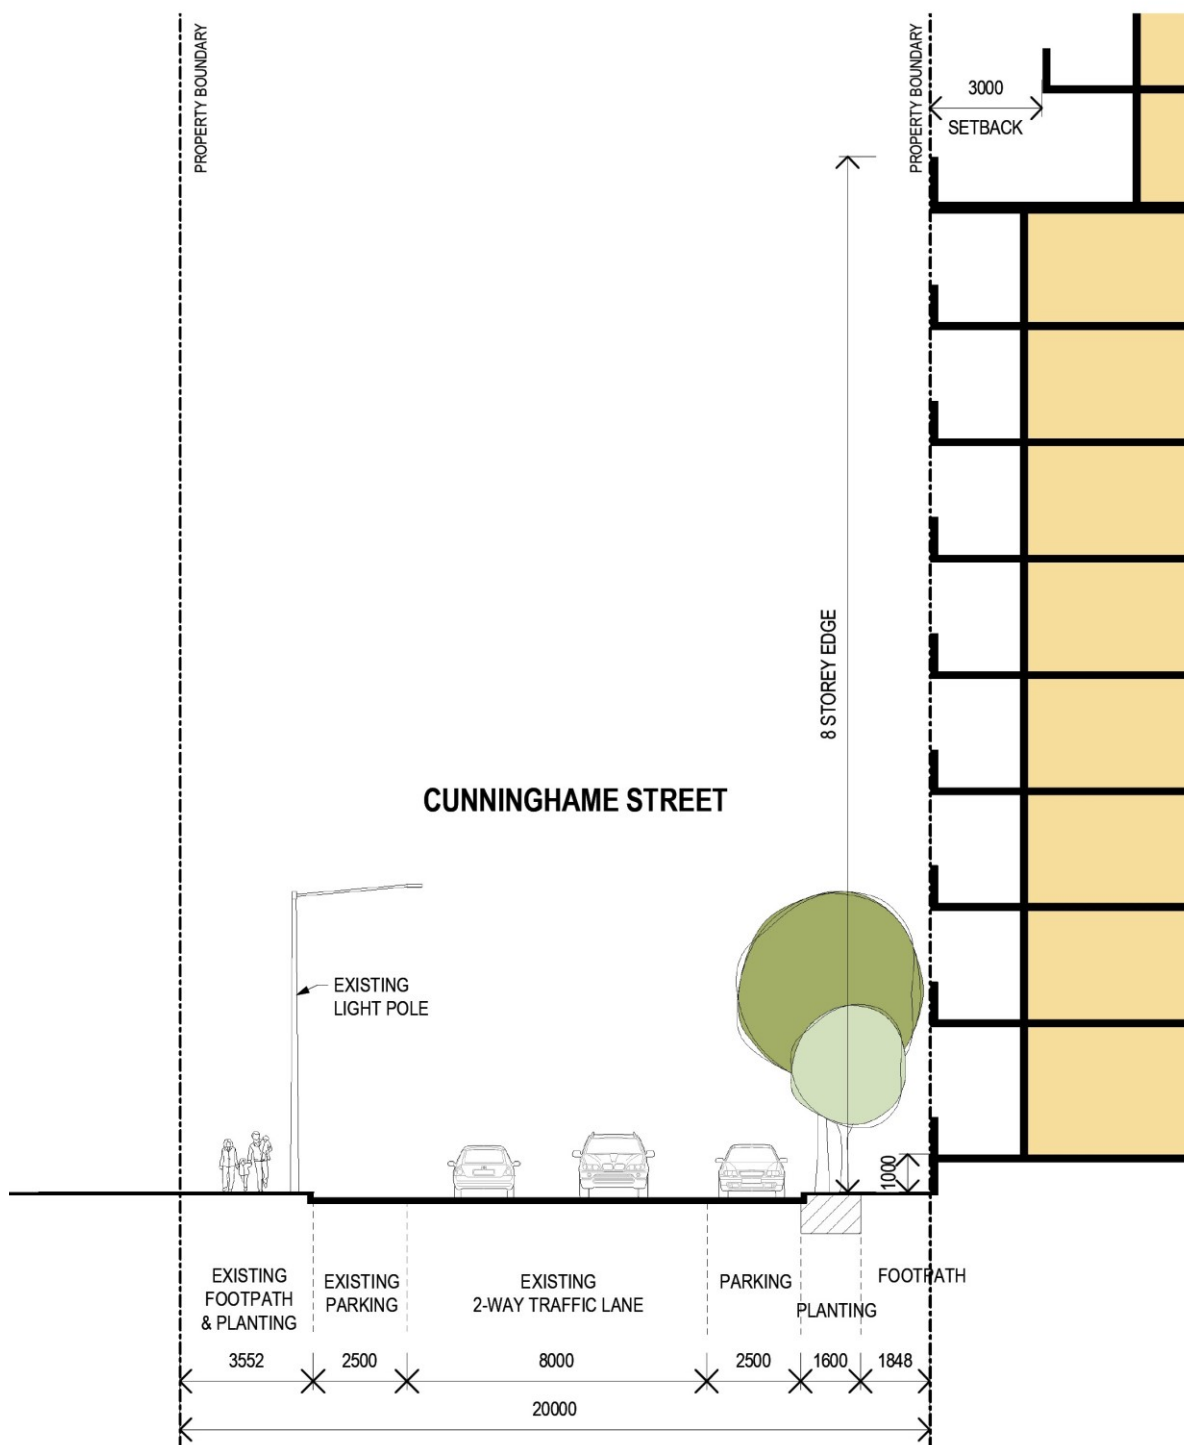 PROPERTY BOUNDARY
PROPERTY BOUNDARY
3000
SETBACK
8 STOREY EDGE
CUNNINGHAME STREET
EXISTING
LIGHT POLE
1000
EXISTING
FOOTPATH
& PLANTING
EXISTING
PARKING
EXISTING
2-WAY TRAFFIC LANE
PARKING
PLANTING
FOOTPATH
3552
2500
8000
2500
1600
1848
20000